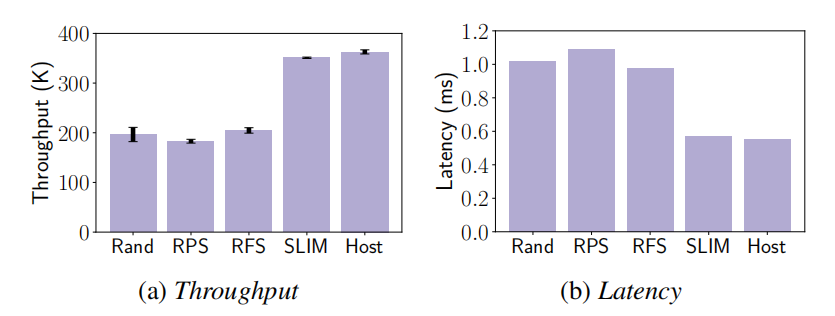 400
300
200
100
0
Throughput (K)
Rand RPS RFS SLIM Host
(a) Throughput
1.2
1.0
0.8
0.6
0.4
0.2
0.0
Latency (ms)
Rand RPS RFS SLIM Host
(b) Latency